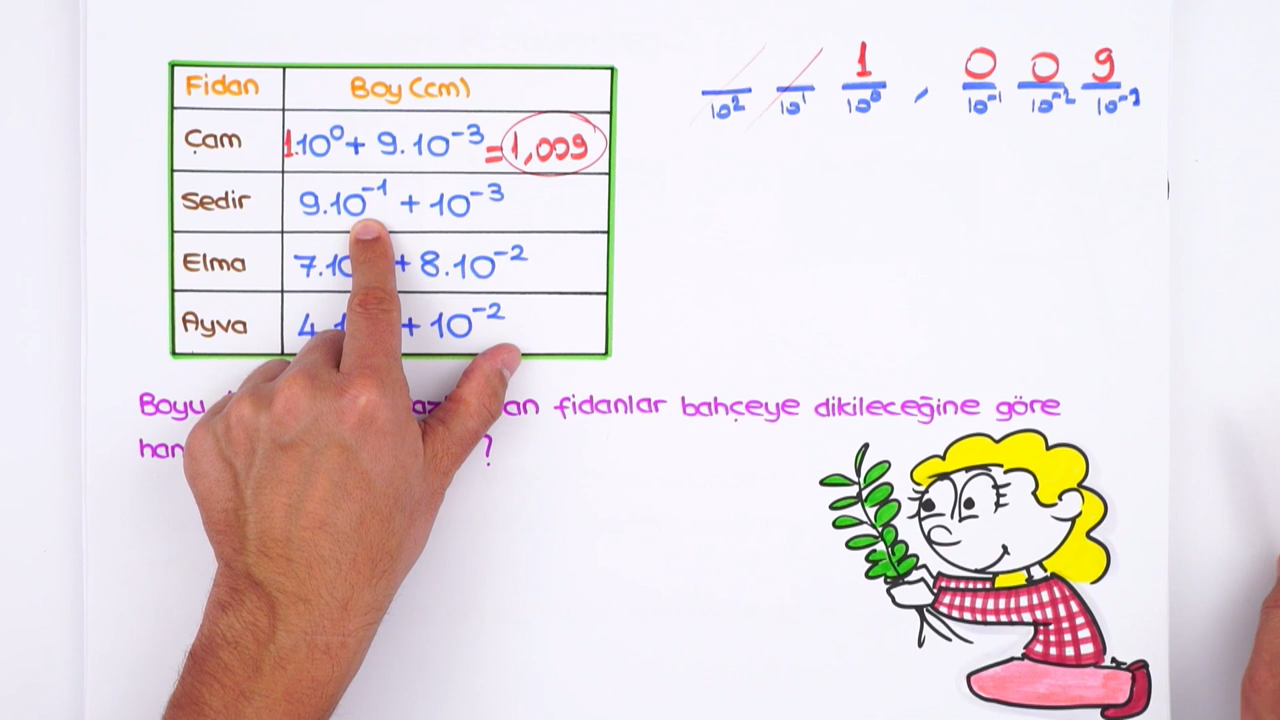 Fidan Boy (cm)
Çam 1.10⁰ + 9.10⁻³ = 1,009
Sedir 9.10⁻¹ + 10⁻³
Elma 7.10 + 8.10⁻²
Ayva 4.1 + 10⁻²
1 , 0 0 9
10² 10¹ 10⁰ 10⁻¹ 10⁻² 10⁻³
Boyu fidanlar bahçeye dikileceğine göre
?